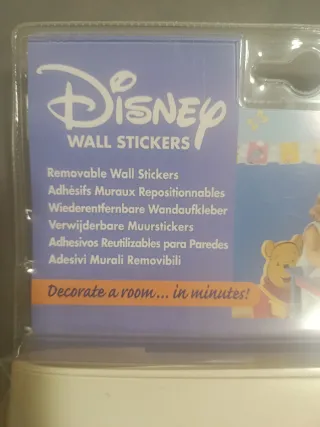 Disney
WALL STICKERS
Removable Wall Stickers
Adhésifs Muraux Repositionnables
Wiederentfernbare Wandaufkleber
Verwijderbare Muurstickers
Adhesivos Reutilizables para Paredes
Adesivi Murali Removibili
Decorate a room... in minutes!